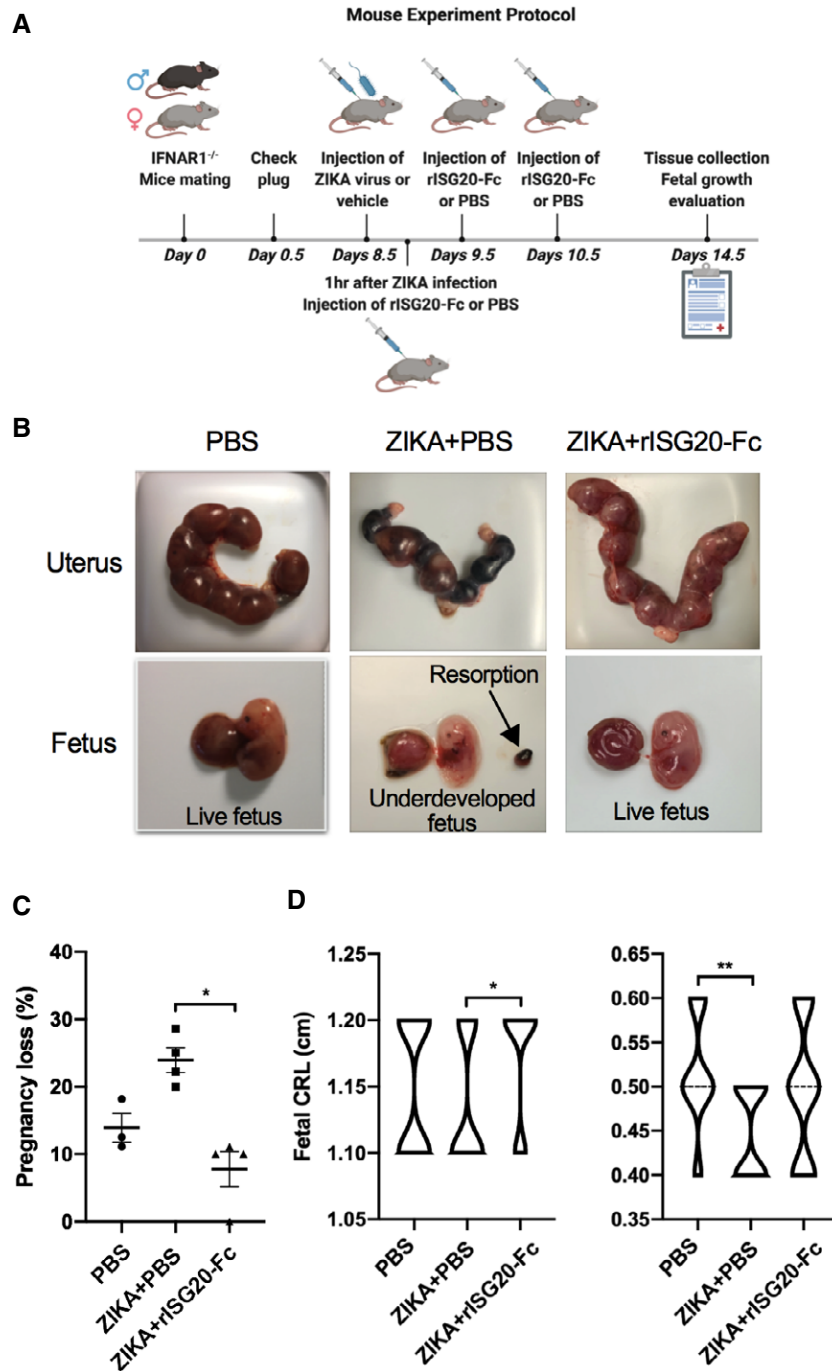 A
Mouse Experiment Protocol
♂
♀
IFNAR1-/-
Mice mating
Check
plug
Injection of
ZIKA virus or
vehicle
Injection of
rISG20-Fc
or PBS
Injection of
rISG20-Fc
or PBS
Tissue collection
Fetal growth
evaluation
Day 0
Day 0.5
Days 8.5
Days 9.5
Days 10.5
Days 14.5
1hr after ZIKA infection
Injection of rISG20-Fc or PBS
B
PBS
ZIKA+PBS
ZIKA+rISG20-Fc
Uterus
Fetus
Live fetus
Resorption
Underdeveloped
fetus
Live fetus
C
Pregnancy loss (%)
40
30
20
10
0
*
PBS
ZIKA+PBS
ZIKA+rISG20-Fc
D
Fetal CRL (cm)
1.25
1.20
1.15
1.10
1.05
*
PBS
ZIKA+PBS
ZIKA+rISG20-Fc
0.65
0.60
0.55
0.50
0.45
0.40
0.35
**
PBS
ZIKA+PBS
ZIKA+rISG20-Fc